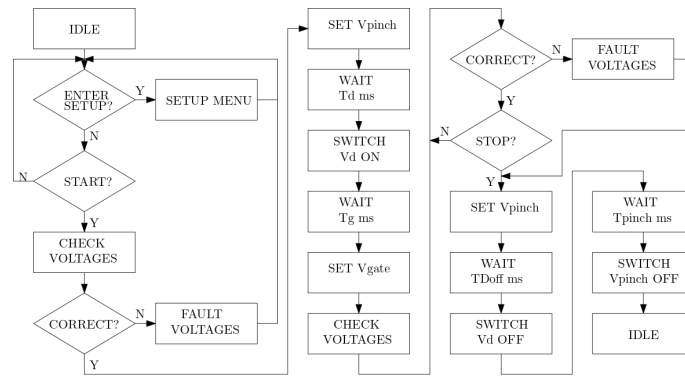 IDLE
ENTER
SETUP?
Y
SETUP MENU
N
START?
N
Y
CHECK
VOLTAGES
CORRECT?
N
FAULT
VOLTAGES
Y
SET Vpinch
WAIT
Td ms
SWITCH
Vd ON
WAIT
Tg ms
SET Vgate
CHECK
VOLTAGES
CORRECT?
N
FAULT
VOLTAGES
Y
STOP?
N
Y
SET Vpinch
WAIT
TDoff ms
SWITCH
Vd OFF
WAIT
Tpinch ms
SWITCH
Vpinch OFF
IDLE